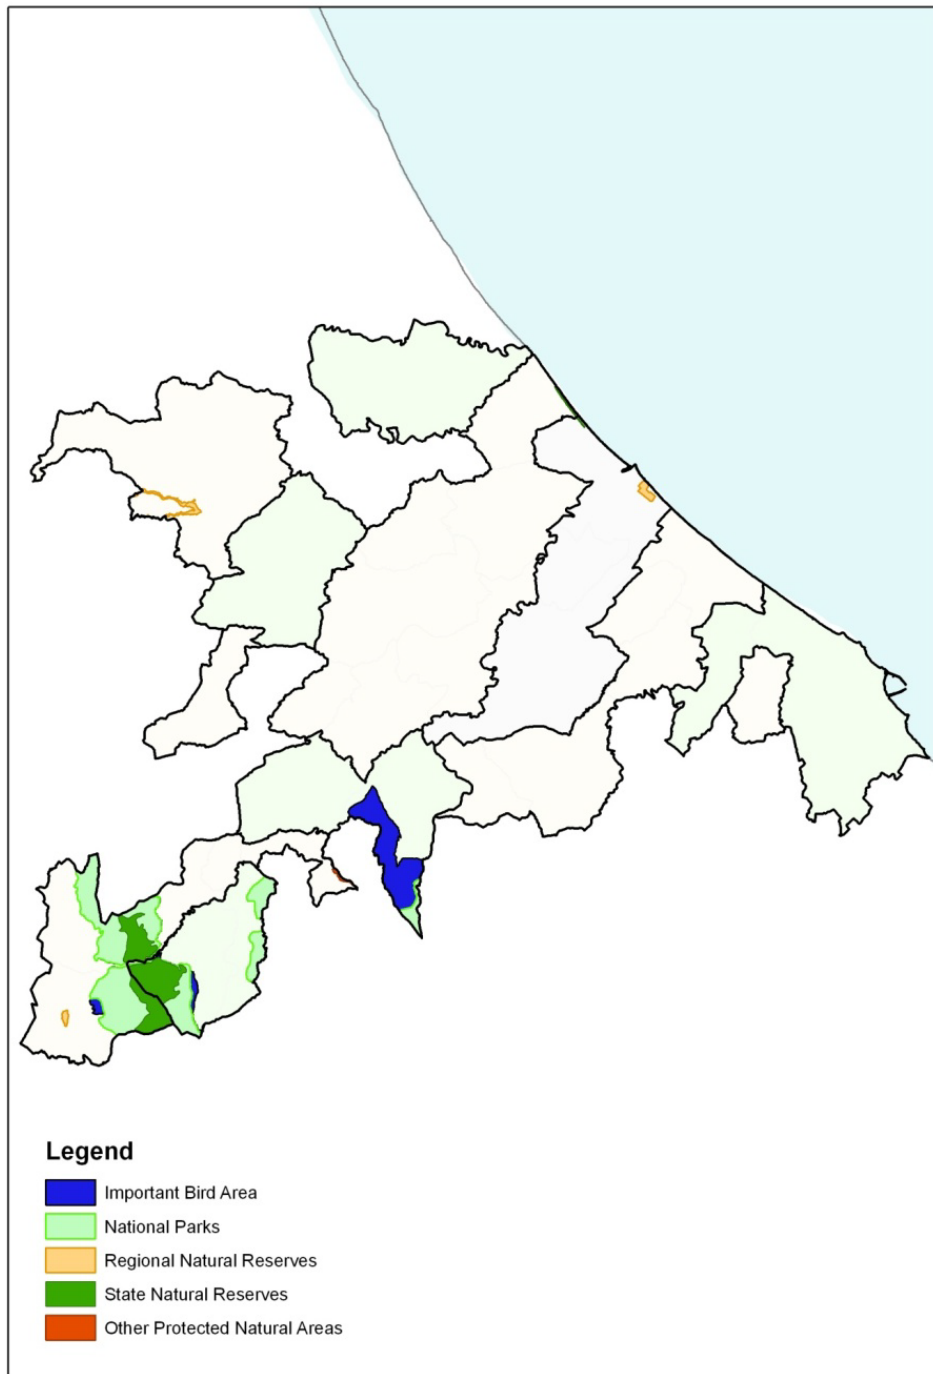 Legend
Important Bird Area
National Parks
Regional Natural Reserves
State Natural Reserves
Other Protected Natural Areas